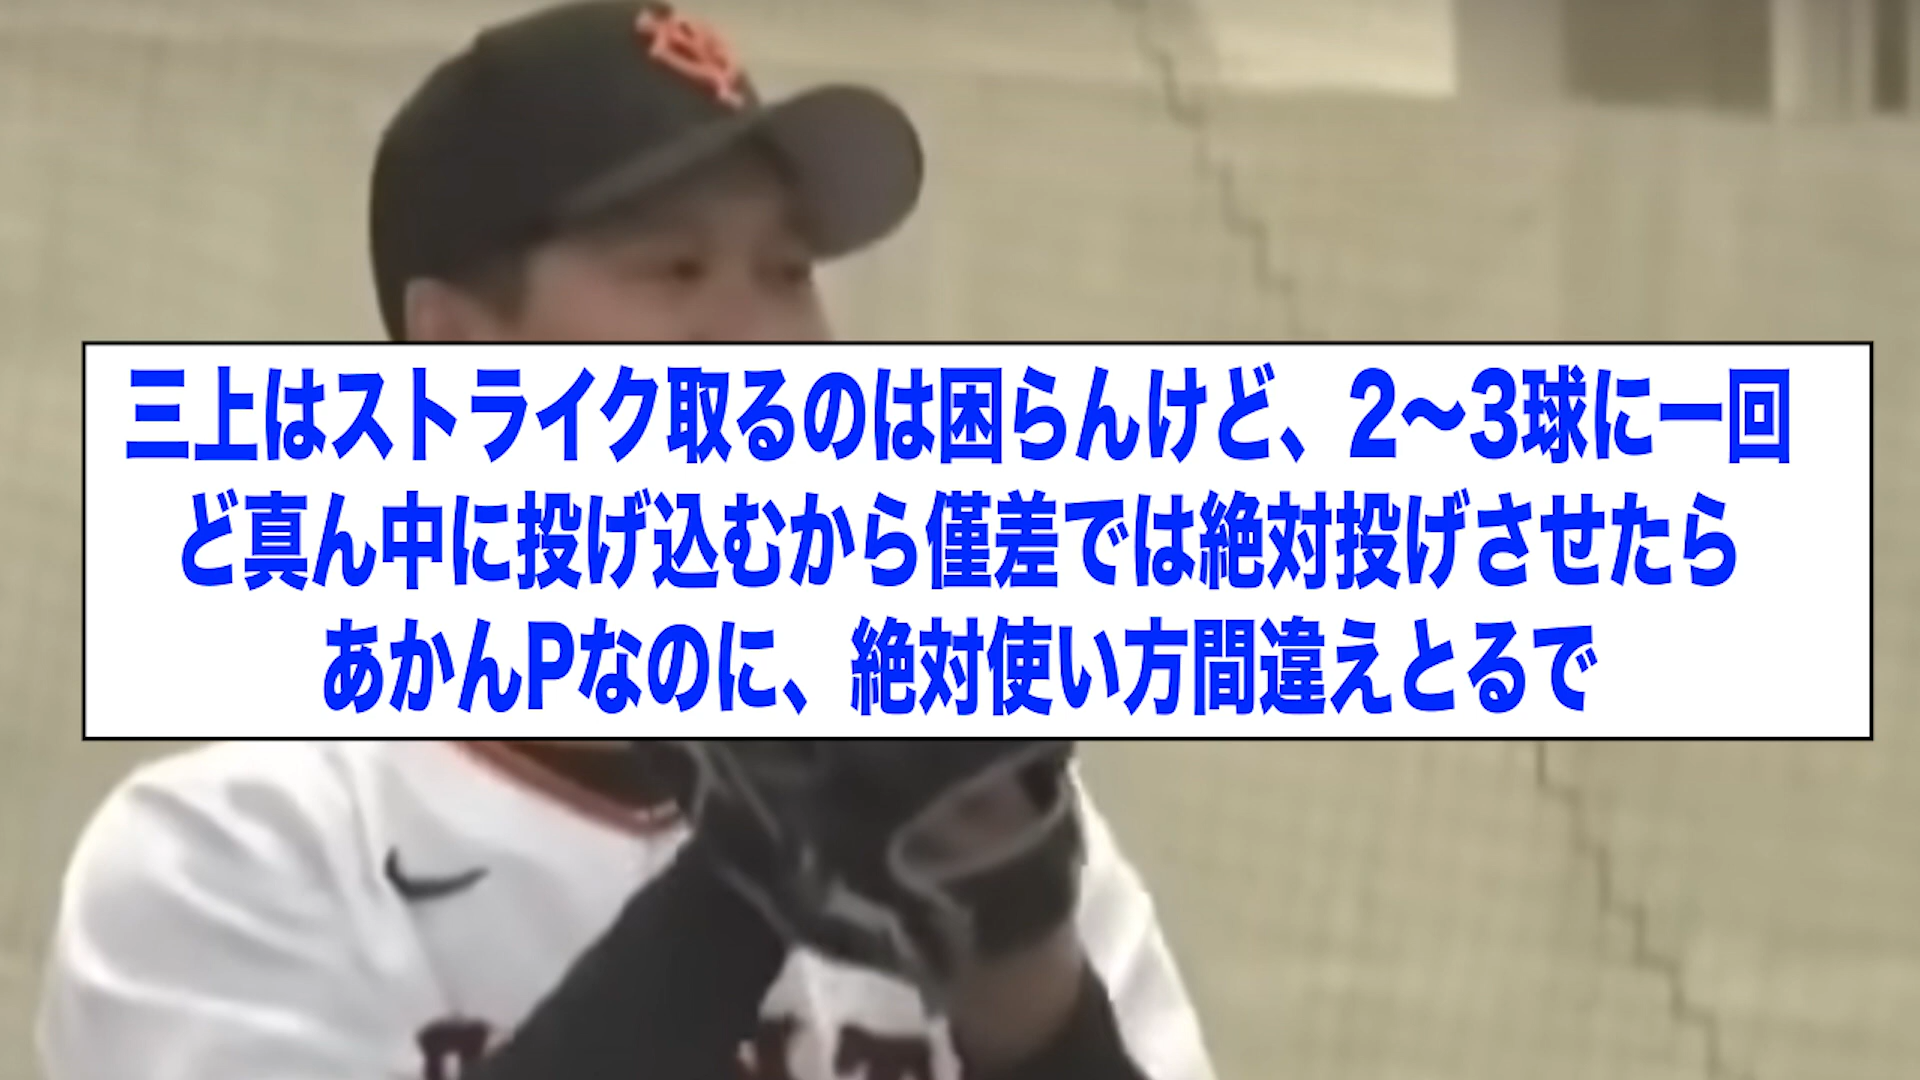 三上はストライク取るのは困らんけど、2〜3球に一回
ど真ん中に投げ込むから僅差では絶対投げさせたら
あかんPなのに、絶対使い方間違えとるで